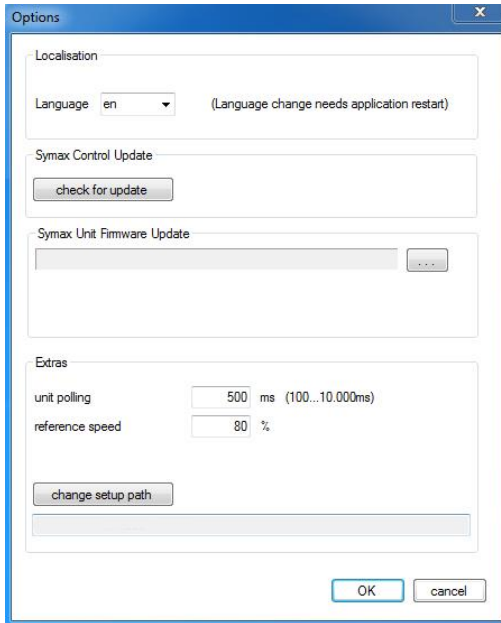 Options
x
Localisation
Language en (Language change needs application restart)
Symax Control Update
check for update
Symax Unit Firmware Update
...
Extras
unit polling 500 ms (100...10.000ms)
reference speed 80 %
change setup path
OK cancel